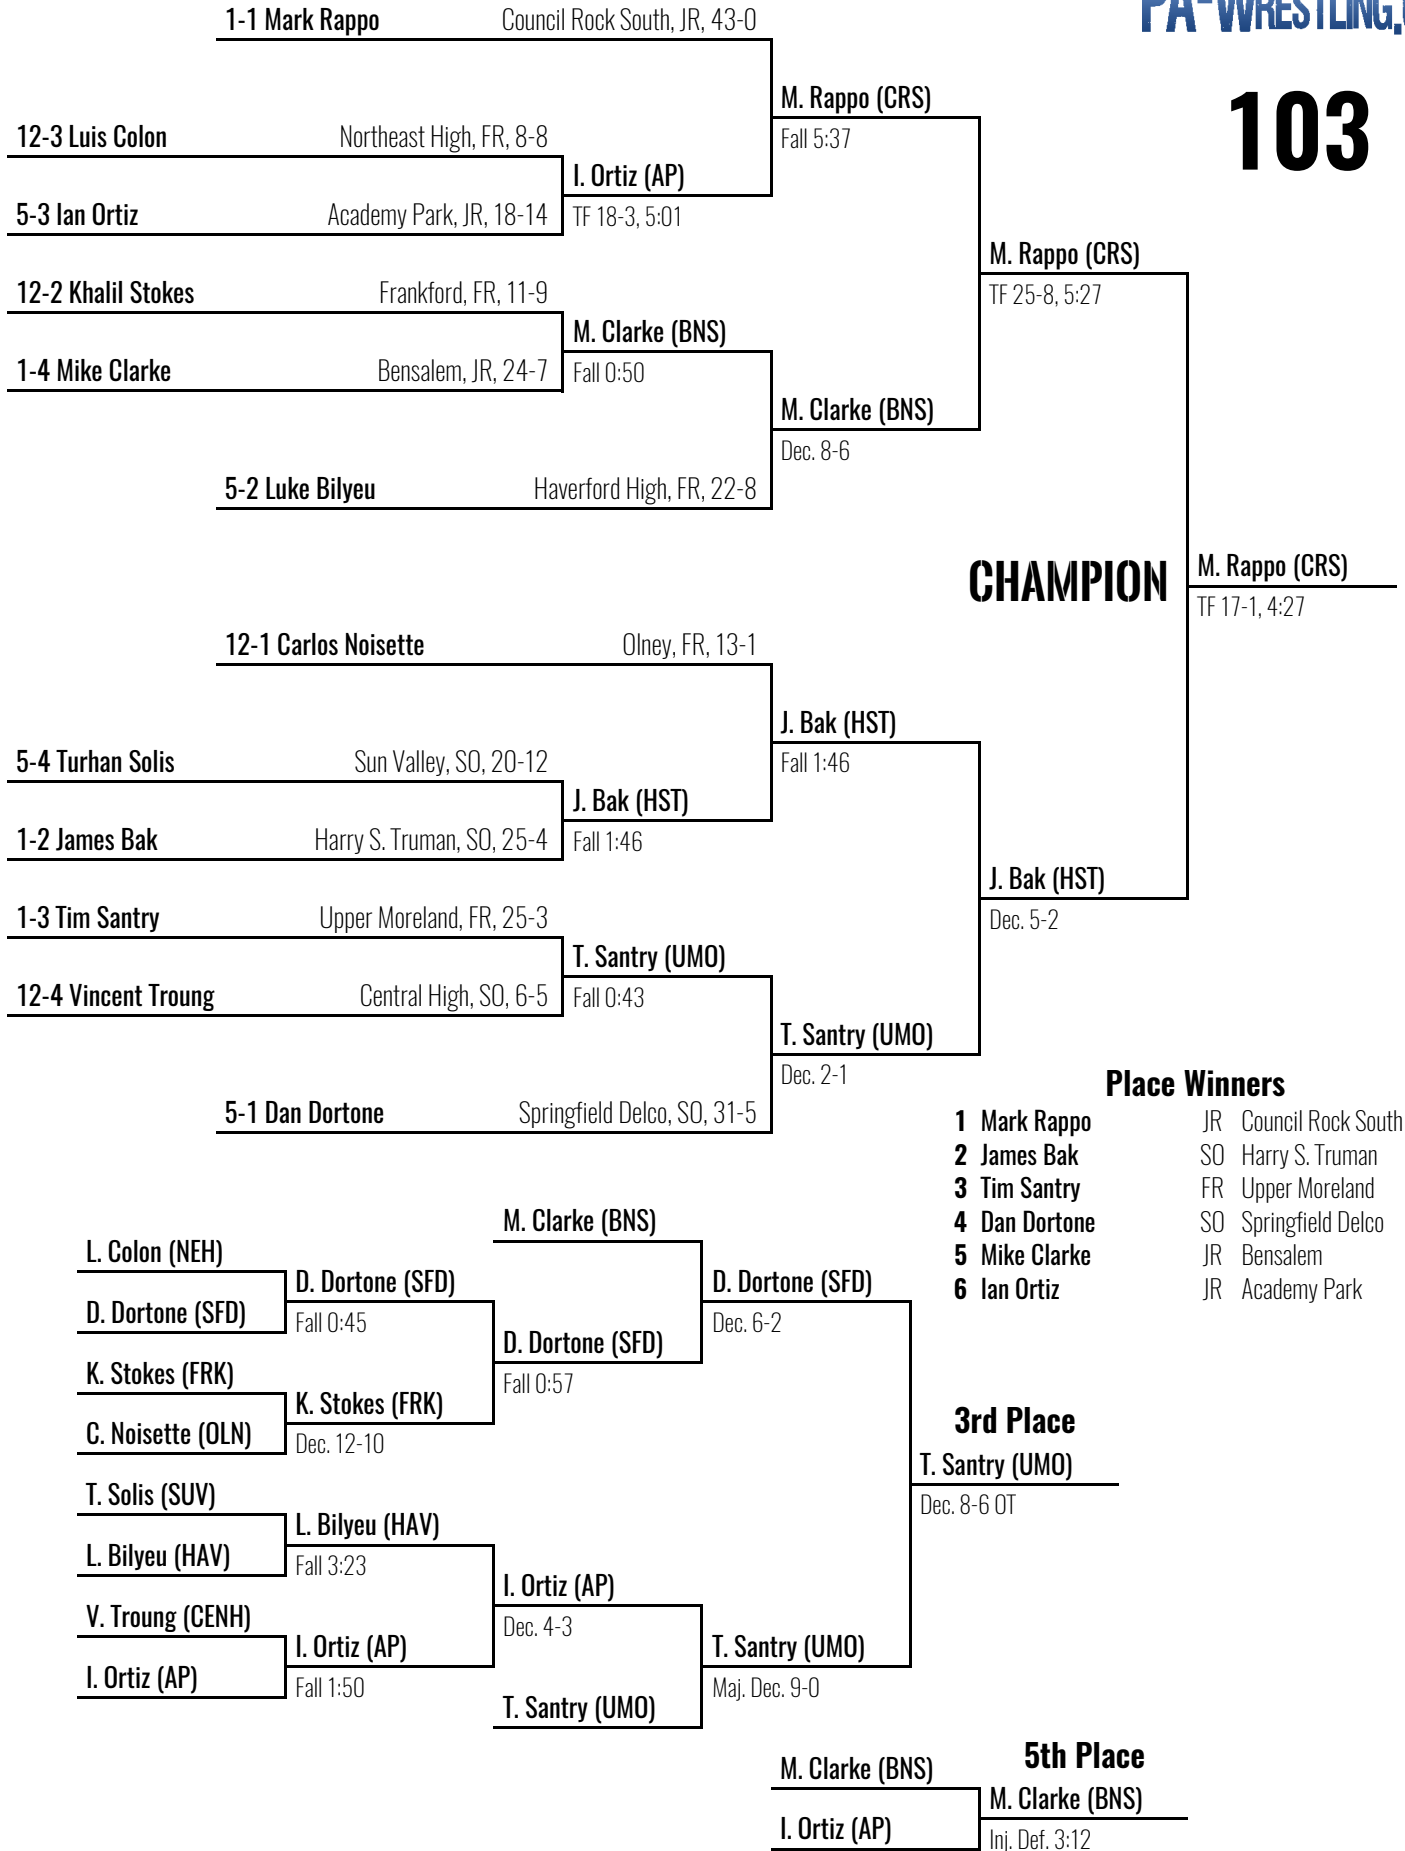 1-1 Mark Rappo Council Rock South, JR, 43-0
PA-WRESTLING.
103
M. Rappo (CRS)
Fall 5:37
12-3 Luis Colon Northeast High, FR, 8-8
I. Ortiz (AP)
TF 18-3, 5:01
5-3 Ian Ortiz Academy Park, JR, 18-14
M. Rappo (CRS)
TF 25-8, 5:27
12-2 Khalil Stokes Frankford, FR, 11-9
M. Clarke (BNS)
Fall 0:50
1-4 Mike Clarke Bensalem, JR, 24-7
M. Clarke (BNS)
Dec. 8-6
5-2 Luke Bilyeu Haverford High, FR, 22-8
CHAMPION
M. Rappo (CRS)
TF 17-1, 4:27
12-1 Carlos Noisette Olney, FR, 13-1
J. Bak (HST)
Fall 1:46
5-4 Turhan Solis Sun Valley, SO, 20-12
J. Bak (HST)
Fall 1:46
1-2 James Bak Harry S. Truman, SO, 25-4
J. Bak (HST)
Dec. 5-2
1-3 Tim Santry Upper Moreland, FR, 25-3
T. Santry (UMO)
Fall 0:43
12-4 Vincent Troung Central High, SO, 6-5
T. Santry (UMO)
Dec. 2-1
5-1 Dan Dortone Springfield Delco, SO, 31-5
Place Winners
1 Mark Rappo JR Council Rock South
2 James Bak SO Harry S. Truman
3 Tim Santry FR Upper Moreland
4 Dan Dortone SO Springfield Delco
5 Mike Clarke JR Bensalem
6 Ian Ortiz JR Academy Park
M. Clarke (BNS)
L. Colon (NEH)
D. Dortone (SFD)
Fall 0:45
D. Dortone (SFD)
D. Dortone (SFD)
Dec. 6-2
D. Dortone (SFD)
Fall 0:57
K. Stokes (FRK)
K. Stokes (FRK)
Dec. 12-10
C. Noisette (OLN)
3rd Place
T. Santry (UMO)
Dec. 8-6 OT
T. Solis (SUV)
L. Bilyeu (HAV)
Fall 3:23
L. Bilyeu (HAV)
I. Ortiz (AP)
Dec. 4-3
V. Troung (CENH)
I. Ortiz (AP)
Fall 1:50
I. Ortiz (AP)
T. Santry (UMO)
Maj. Dec. 9-0
T. Santry (UMO)
5th Place
M. Clarke (BNS)
M. Clarke (BNS)
Inj. Def. 3:12
I. Ortiz (AP)